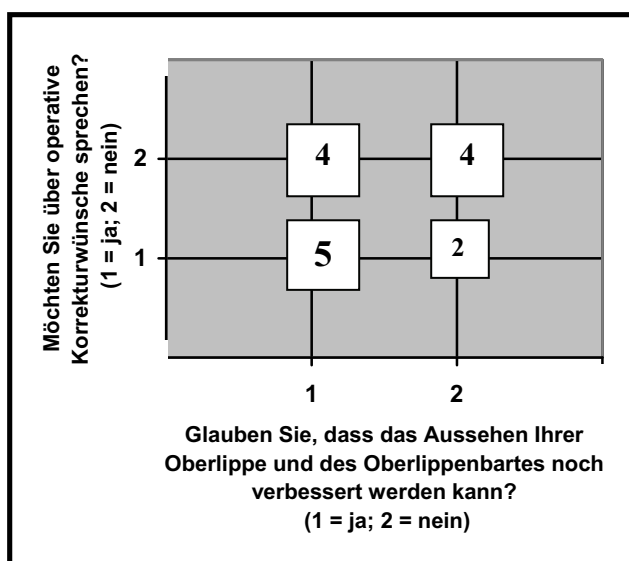 Möchten Sie über operative
Korrekturwünsche sprechen?
(1 = ja; 2 = nein)
2
4
4
1
5
2
1
2
Glauben Sie, dass das Aussehen Ihrer
Oberlippe und des Oberlippenbartes noch
verbessert werden kann?
(1 = ja; 2 = nein)